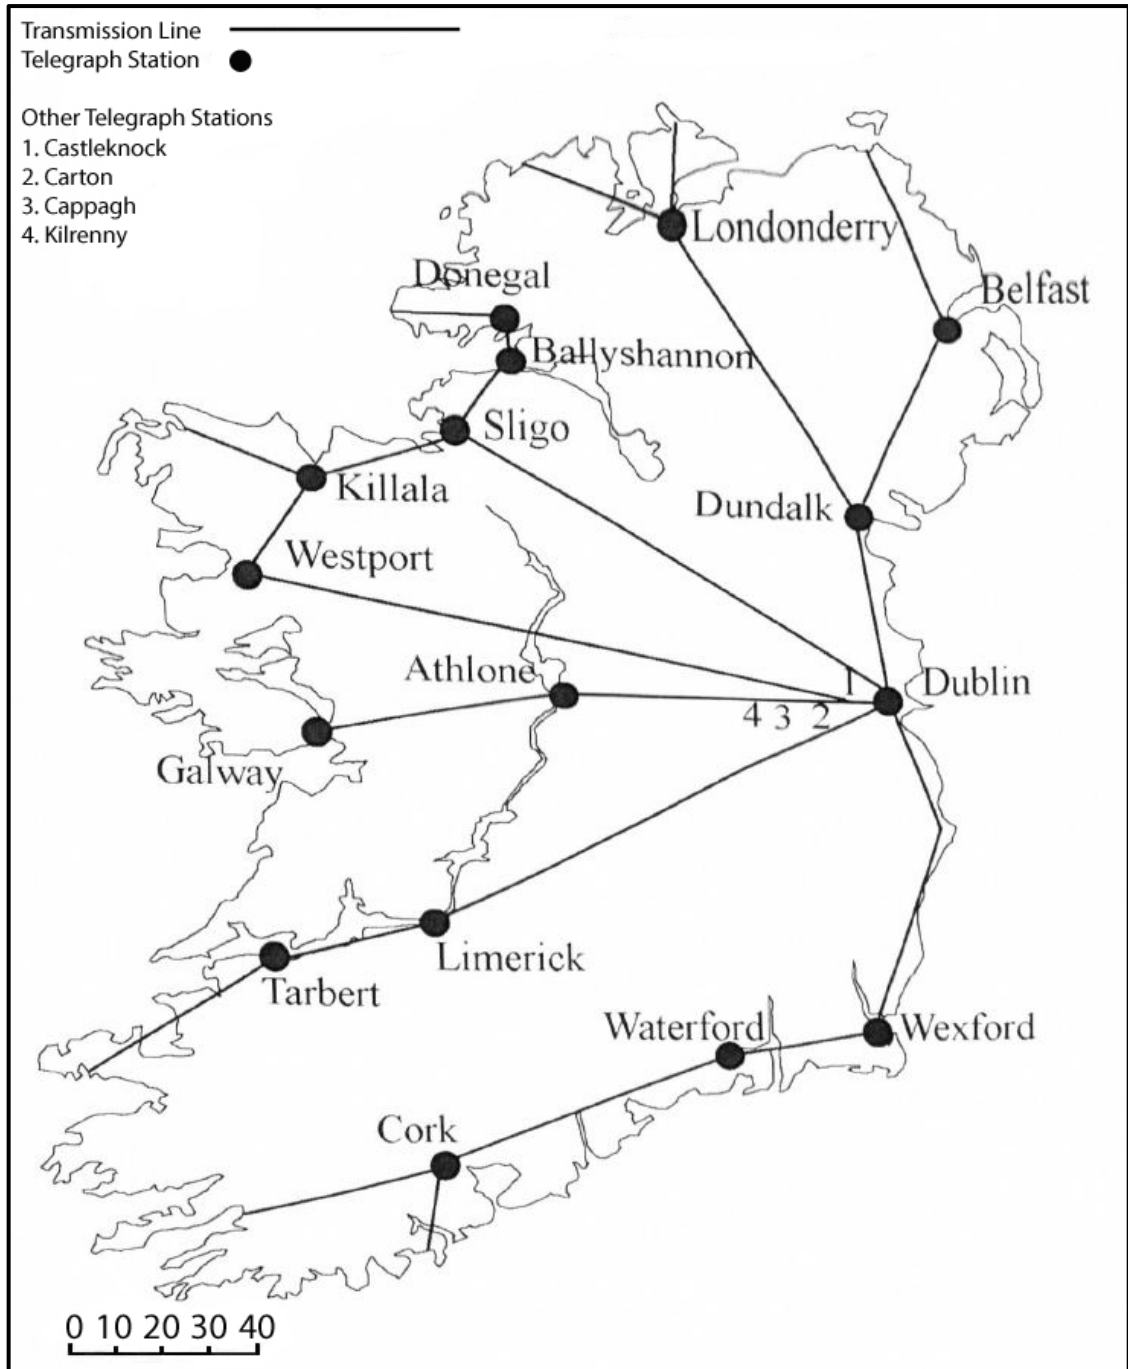 Transmission Line
Telegraph Station
Other Telegraph Stations
1. Castleknock
2. Carton
3. Cappagh
4. Kilrenny
Londonderry
Donegal
Belfast
Ballyshannon
Sligo
Killala
Dundalk
Westport
Athlone
1
Dublin
4 3 2
Galway
Limerick
Tarbert
Waterford
Wexford
Cork
0 10 20 30 40